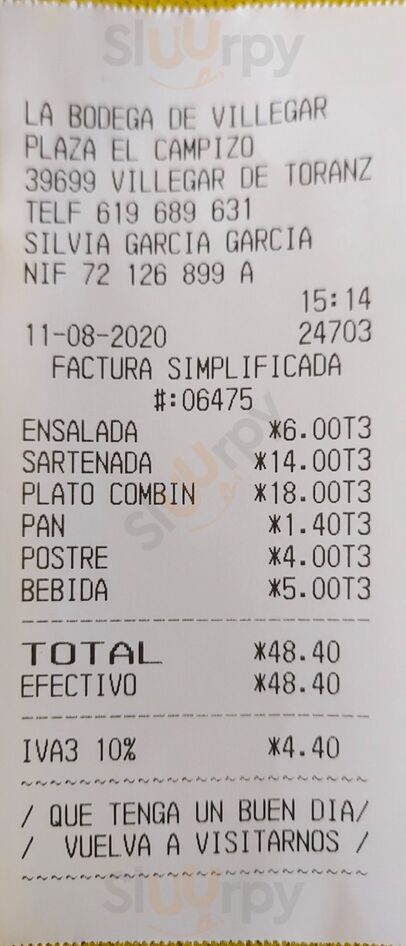 Sluurpy
LA BODEGA DE VILLEGAR
PLAZA EL CAMPIZO
39699 VILLEGAR DE TORANZ
TELF 619 689 631
SILVIA GARCIA GARCIA
NIF 72 126 899 A
15:14
11-08-2020 24703
FACTURA SIMPLIFICADA
#:06475
ENSALADA *6.00T3
SARTENADA *14.00T3
PLATO COMBIN *18.00T3
PAN *1.40T3
POSTRE *4.00T3
BEBIDA *5.00T3
Sluurpy
TOTAL *48.40
EFECTIVO *48.40
IVA3 10% *4.40
/ QUE TENGA UN BUEN DIA/
/ VUELVA A VISITARNOS /
Sluurpy